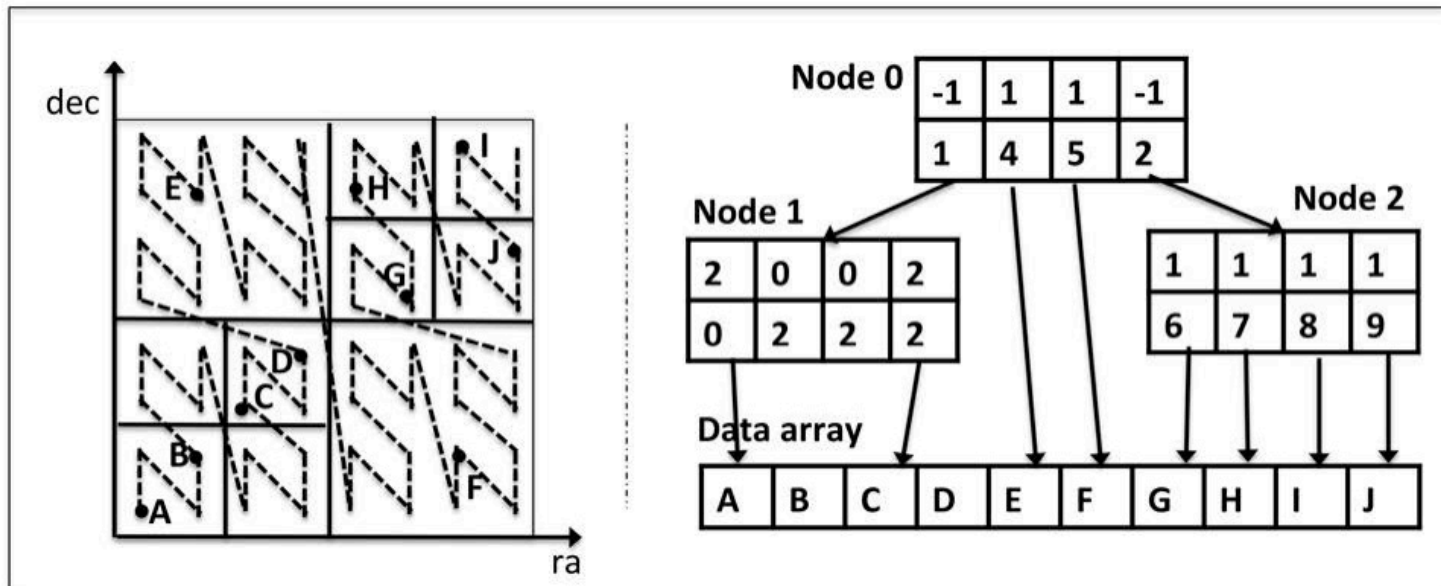 dec
E
H
I
G
J
D
C
B
A
F
ra
Node 0
-1 1 1 -1
1 4 5 2
Node 1
2 0 0 2
0 2 2 2
Node 2
1 1 1 1
6 7 8 9
Data array
A B C D E F G H I J